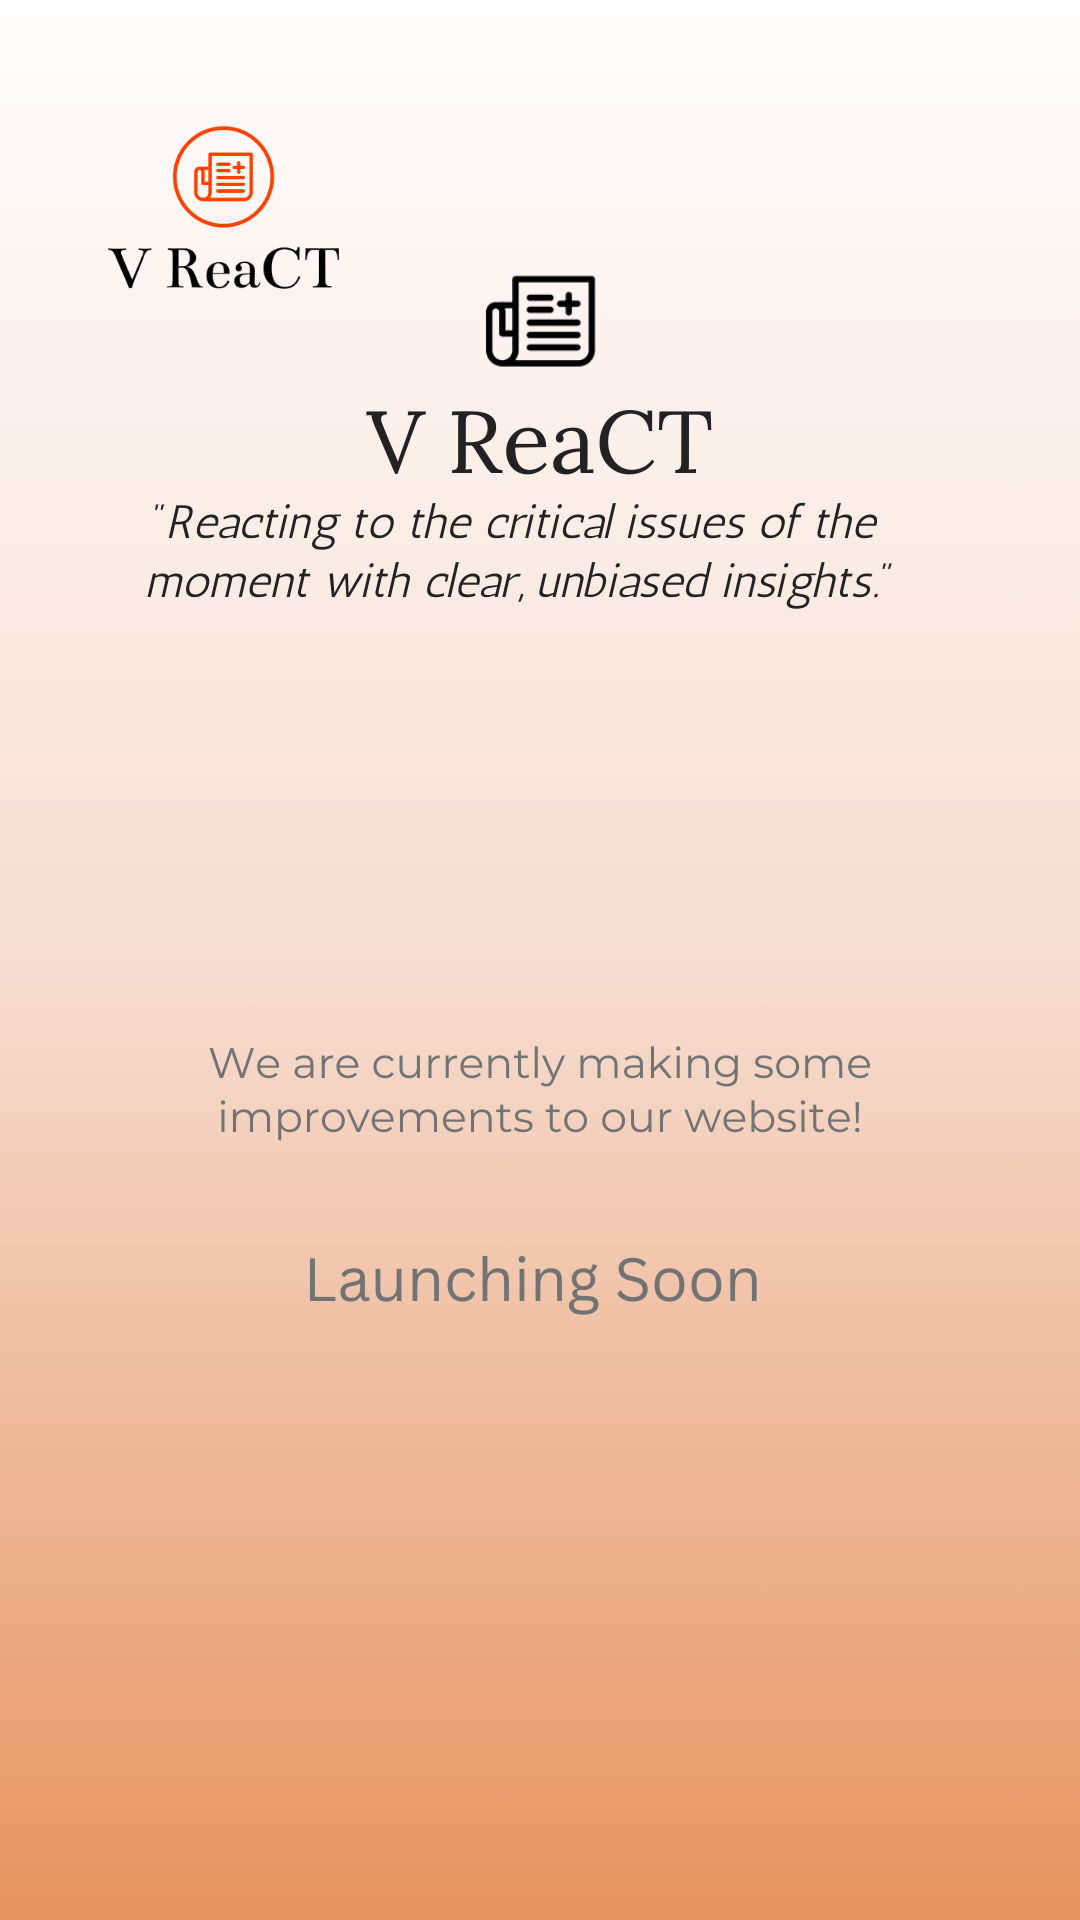 V ReaCT
V ReaCT
"Reacting to the critical issues of the
moment with clear, unbiased insights."
We are currently making some
improvements to our website!
Launching Soon